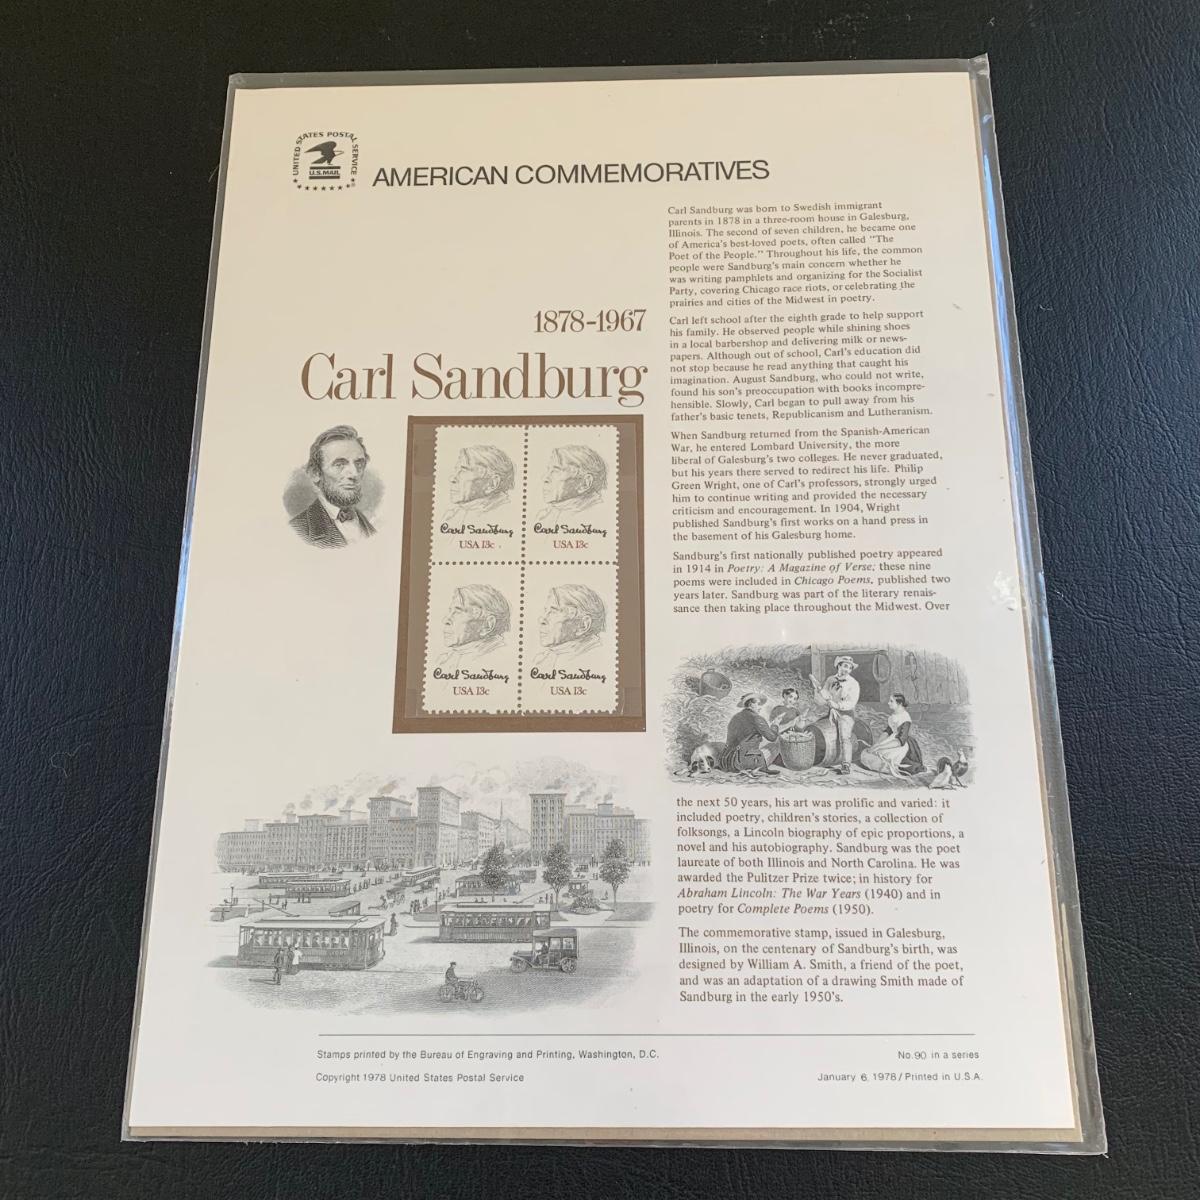 UNITED STATES POSTAL SERVICE
U.S.MAIL
AMERICAN COMMEMORATIVES
1878-1967
Carl Sandburg
Carl Sandburg
USA 13c
Carl Sandburg
USA 13c
Carl Sandburg
USA 13c
Carl Sandburg
USA 13c
Carl Sandburg was born to Swedish immigrant
parents in 1878 in a three-room house in Galesburg,
Illinois. The second of seven children, he became one
of America's best-loved poets, often called "The
Poet of the People." Throughout his life, the common
people were Sandburg's main concern whether he
was writing pamphlets and organizing for the Socialist
Party, covering Chicago race riots, or celebrating the
prairies and cities of the Midwest in poetry.
Carl left school after the eighth grade to help support
his family. He observed people while shining shoes
in a local barbershop and delivering milk or news-
papers. Although out of school, Carl's education did
not stop because he read anything that caught his
imagination. August Sandburg, who could not write,
found his son's preoccupation with books incompre-
hensible. Slowly, Carl began to pull away from his
father's basic tenets, Republicanism and Lutheranism.
When Sandburg returned from the Spanish-American
War, he entered Lombard University, the more
liberal of Galesburg's two colleges. He never graduated,
but his years there served to redirect his life. Philip
Green Wright, one of Carl's professors, strongly urged
him to continue writing and provided the necessary
criticism and encouragement. In 1904, Wright
published Sandburg's first works on a hand press in
the basement of his Galesburg home.
Sandburg's first nationally published poetry appeared
in 1914 in Poetry: A Magazine of Verse; these nine
poems were included in Chicago Poems, published two
years later. Sandburg was part of the literary renais-
sance then taking place throughout the Midwest. Over
the next 50 years, his art was prolific and varied: it
included poetry, children's stories, a collection of
folksongs, a Lincoln biography of epic proportions, a
novel and his autobiography. Sandburg was the poet
laureate of both Illinois and North Carolina. He was
awarded the Pulitzer Prize twice; in history for
Abraham Lincoln: The War Years (1940) and in
poetry for Complete Poems (1950).
The commemorative stamp, issued in Galesburg,
Illinois, on the centenary of Sandburg's birth, was
designed by William A. Smith, a friend of the poet,
and was an adaptation of a drawing Smith made of
Sandburg in the early 1950's.
Stamps printed by the Bureau of Engraving and Printing, Washington, D.C.
No. 90 in a series
Copyright 1978 United States Postal Service
January 6, 1978/Printed in U.S.A.